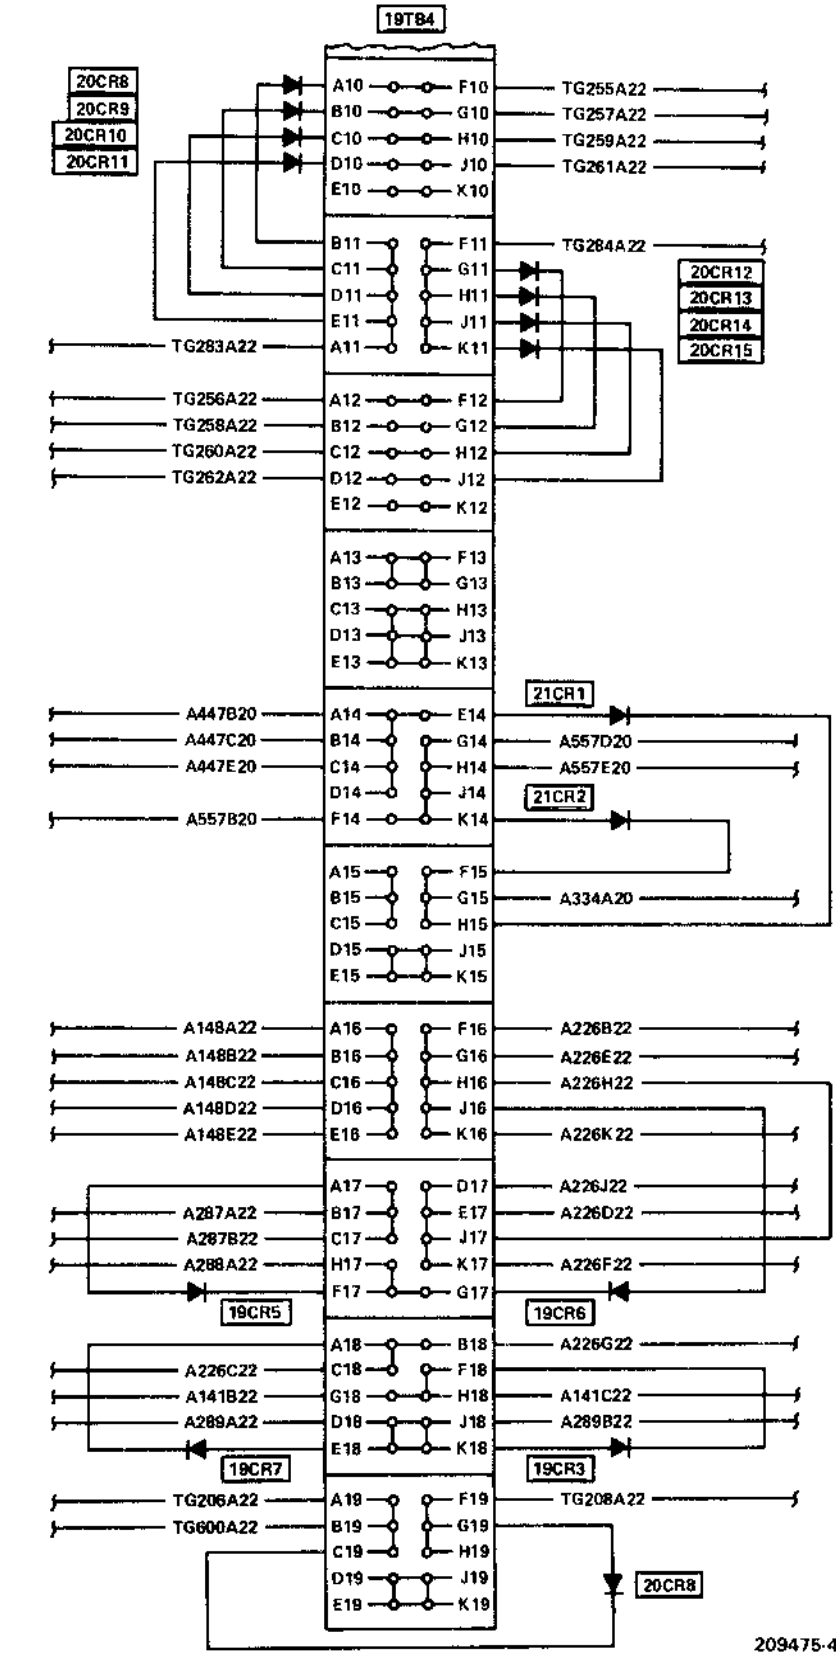 19TB4
20CR8 A10 F10 TG255A22
20CR9 B10 G10 TG257A22
20CR10 C10 H10 TG259A22
20CR11 D10 J10 TG261A22
E10 K10
B11 F11 TG284A22
C11 G11 20CR12
D11 H11 20CR13
E11 J11 20CR14
TG283A22 A11 K11 20CR15
TG256A22 A12 F12
TG258A22 B12 G12
TG260A22 C12 H12
TG262A22 D12 J12
E12 K12
A13 F13
B13 G13
C13 H13
D13 J13
E13 K13
21CR1
A447B20 A14 E14
A447C20 B14 G14 A557D20
A447E20 C14 H14 A557E20
D14 J14 21CR2
A557B20 F14 K14
A15 F15
B15 G15 A334A20
C15 H15
D15 J15
E15 K15
A148A22 A16 F16 A226B22
A148B22 B16 G16 A226E22
A148C22 C16 H16 A226H22
A148D22 D16 J16
A148E22 E16 K16 A226K22
A17 D17 A226J22
A287A22 B17 E17 A226D22
A287B22 C17 J17
A288A22 H17 K17 A226F22
F17 G17
19CR5 19CR6
A18 B18 A226G22
A226C22 C18 F18
A141B22 G18 H18 A141C22
A289A22 D18 J18 A289B22
E18 K18
19CR7 19CR3
TG206A22 A19 F19 TG208A22
TG600A22 B19 G19
C19 H19
D19 J19 20CR8
E19 K19
209475-4